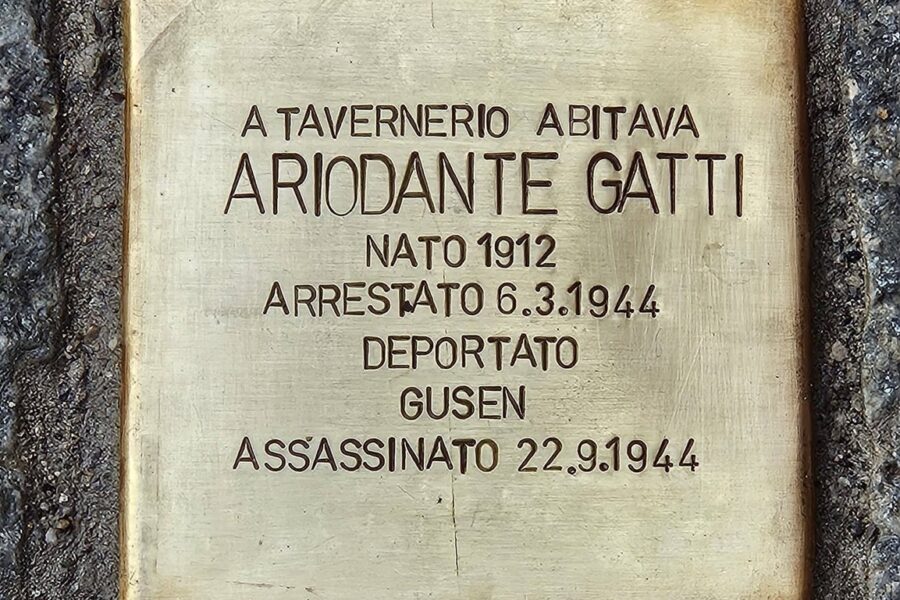 A TAVERNERIO ABITAVA
ARIODANTE GATTI
NATO 1912
ARRESTATO 6.3.1944
DEPORTATO
GUSEN
ASSASSINATO 22.9.1944